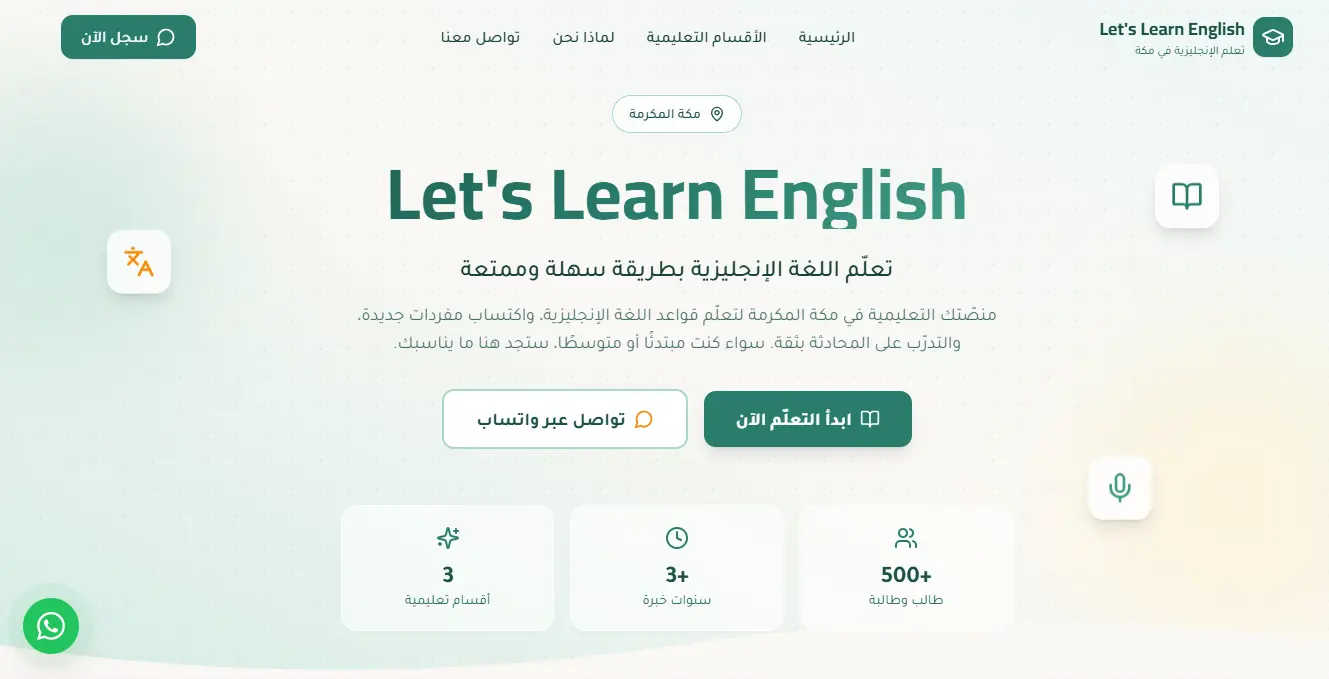 Let's Learn English
تعلم الإنجليزية في مكة
الرئيسية
الأقسام التعليمية
لماذا نحن
تواصل معنا
سجل الآن
مكة المكرمة
Let's Learn English
تعلّم اللغة الإنجليزية بطريقة سهلة وممتعة
منصّتك التعليمية في مكة المكرمة لتعلّم قواعد اللغة الإنجليزية، واكتساب مفردات جديدة،
والتدرّب على المحادثة بثقة. سواء كنت مبتدئًا أو متوسطًا، ستجد هنا ما يناسبك.
ابدأ التعلّم الآن
تواصل عبر واتساب
500+
طالب وطالبة
3+
سنوات خبرة
3
أقسام تعليمية